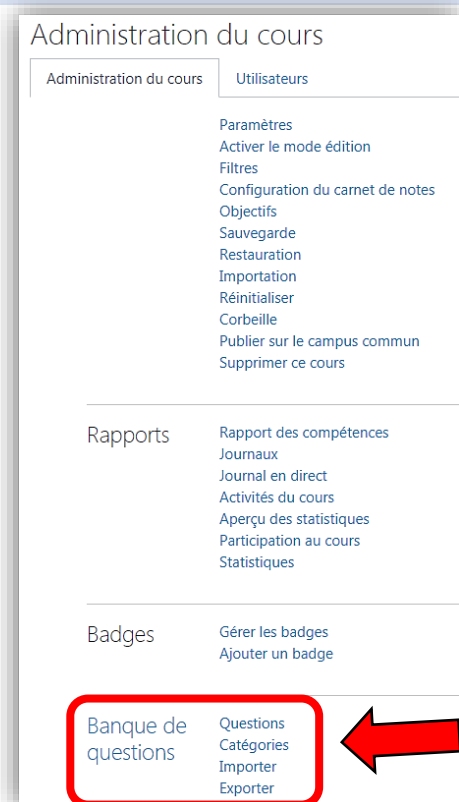 Administration du cours
Administration du cours Utilisateurs
Paramètres
Activer le mode édition
Filtres
Configuration du carnet de notes
Objectifs
Sauvegarde
Restauration
Importation
Réinitialiser
Corbeille
Publier sur le campus commun
Supprimer ce cours
Rapports Rapport des compétences
Journaux
Journal en direct
Activités du cours
Aperçu des statistiques
Participation au cours
Statistiques
Badges Gérer les badges
Ajouter un badge
Banque de questions Questions
Catégories
Importer
Exporter